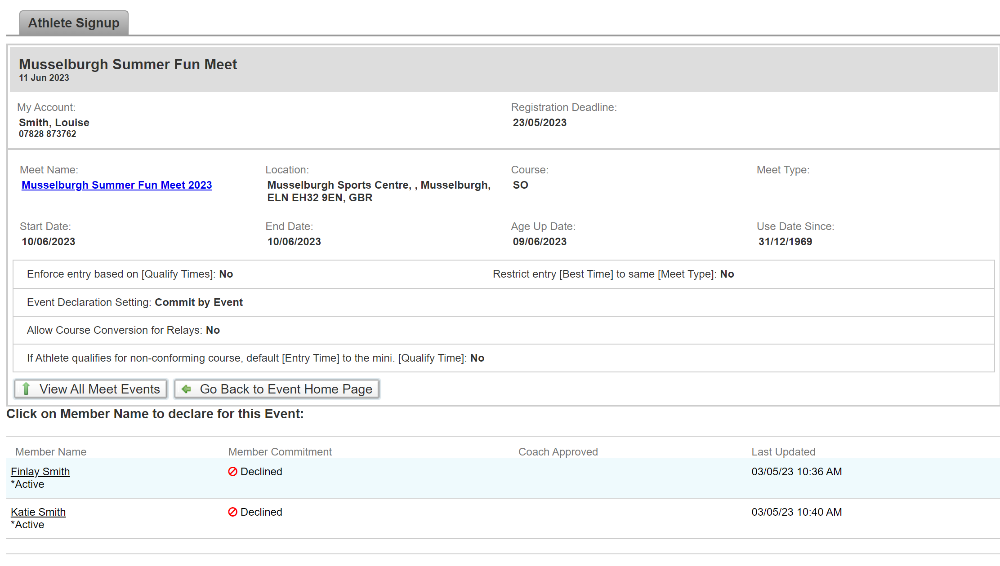 Athlete Signup
Musselburgh Summer Fun Meet
11 Jun 2023
My Account:
Smith, Louise
07828 873762
Registration Deadline:
23/05/2023
Meet Name:
Musselburgh Summer Fun Meet 2023
Location:
Musselburgh Sports Centre, , Musselburgh,
ELN EH32 9EN, GBR
Course:
SO
Meet Type:
Start Date:
10/06/2023
End Date:
10/06/2023
Age Up Date:
09/06/2023
Use Date Since:
31/12/1969
Enforce entry based on [Qualify Times]: No
Restrict entry [Best Time] to same [Meet Type]: No
Event Declaration Setting: Commit by Event
Allow Course Conversion for Relays: No
If Athlete qualifies for non-conforming course, default [Entry Time] to the mini. [Qualify Time]: No
View All Meet Events
Go Back to Event Home Page
Click on Member Name to declare for this Event:
Member Name Member Commitment Coach Approved Last Updated
Finlay Smith Declined 03/05/23 10:36 AM
*Active
Katie Smith Declined 03/05/23 10:40 AM
*Active